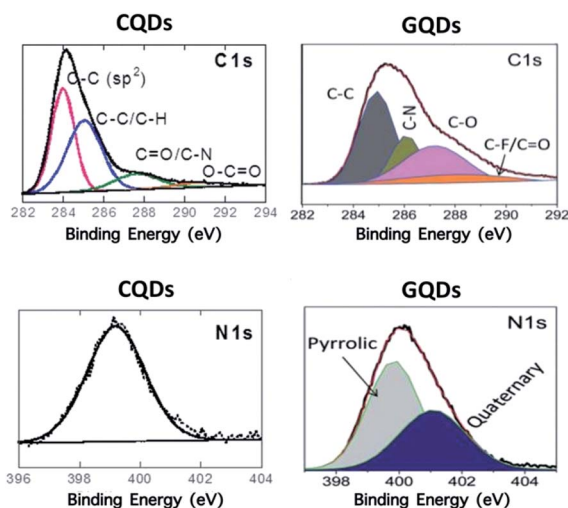 CQDs
C1s
C-C (sp²)
C-C/C-H
C=O/C-N
O-C=O
282 284 286 288 290 292 294
Binding Energy (eV)
GQDs
C1s
C-C
C-N
C-O
C-F/C=O
282 284 286 288 290 292
Binding Energy (eV)
CQDs
N1s
396 398 400 402 404
Binding Energy (eV)
GQDs
N1s
Pyrrolic
Quaternary
398 400 402 404
Binding Energy (eV)